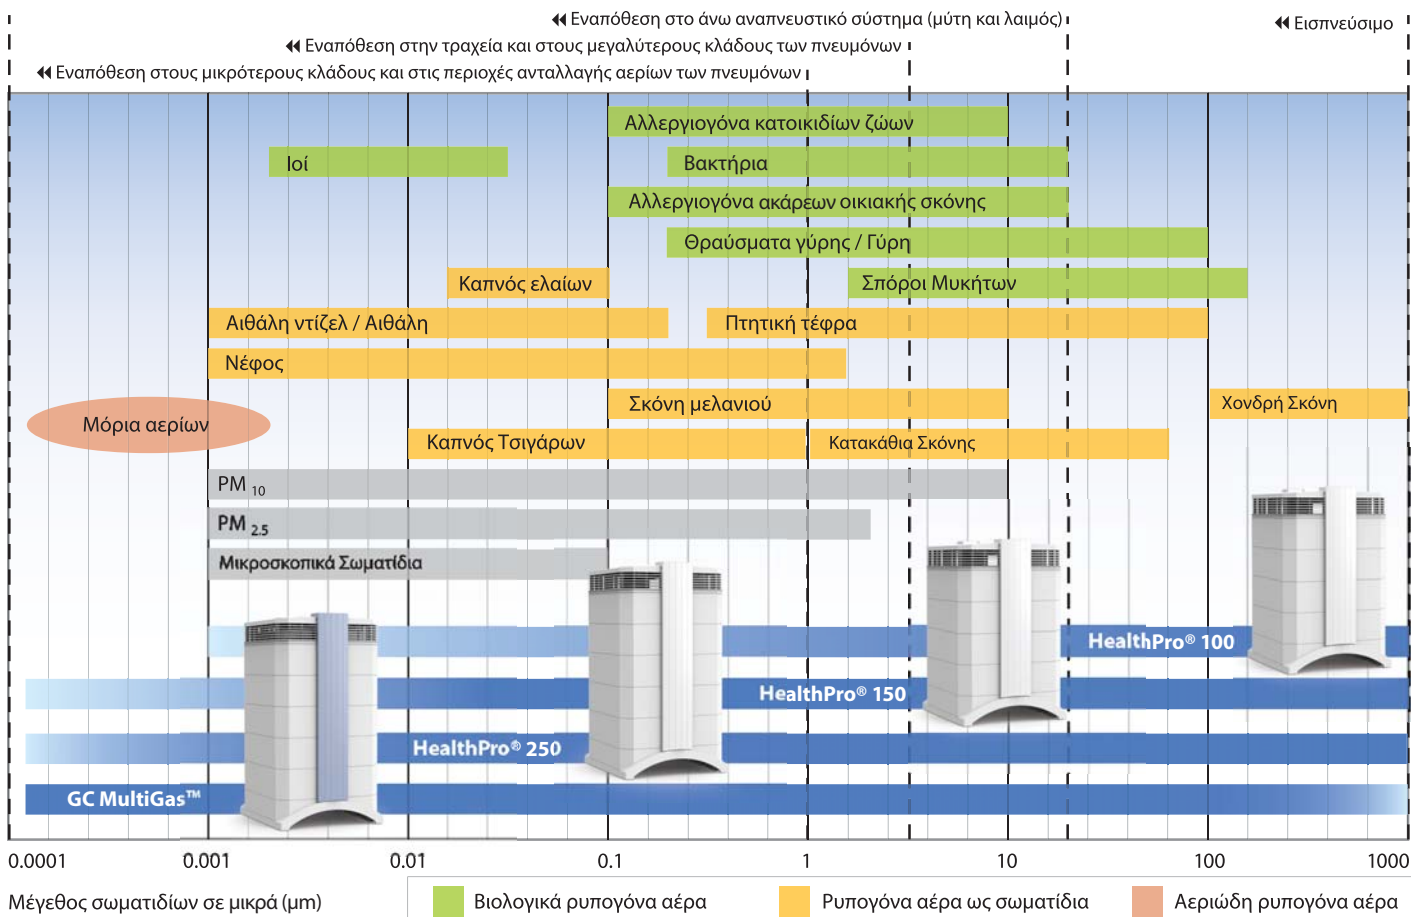 Εναπόθεση στο άνω αναπνευστικό σύστημα (μύτη και λαιμός)
Εισπνεύσιμο
Εναπόθεση στην τραχεία και στους μεγαλύτερους κλάδους των πνευμόνων
Εναπόθεση στους μικρότερους κλάδους και στις περιοχές ανταλλαγής αερίων των πνευμόνων
Αλλεργιογόνα κατοικιδίων ζώων
Ιοί
Βακτήρια
Αλλεργιογόνα ακάρεων οικιακής σκόνης
Θραύσματα γύρης / Γύρη
Καπνός ελαίων
Σπόροι Μυκήτων
Αιθάλη ντίζελ / Αιθάλη
Πτητική τέφρα
Νέφος
Σκόνη μελανιού
Χονδρή Σκόνη
Μόρια αερίων
Καπνός Τσιγάρων
Κατακάθια Σκόνης
PM 10
PM 2.5
Μικροσκοπικά Σωματίδια
HealthPro® 100
HealthPro® 150
HealthPro® 250
GC MultiGas™
0.0001 0.001 0.01 0.1 1 10 100 1000
Μέγεθος σωματιδίων σε μικρά (μm)
Βιολογικά ρυπογόνα αέρα
Ρυπογόνα αέρα ως σωματίδια
Αεριώδη ρυπογόνα αέρα